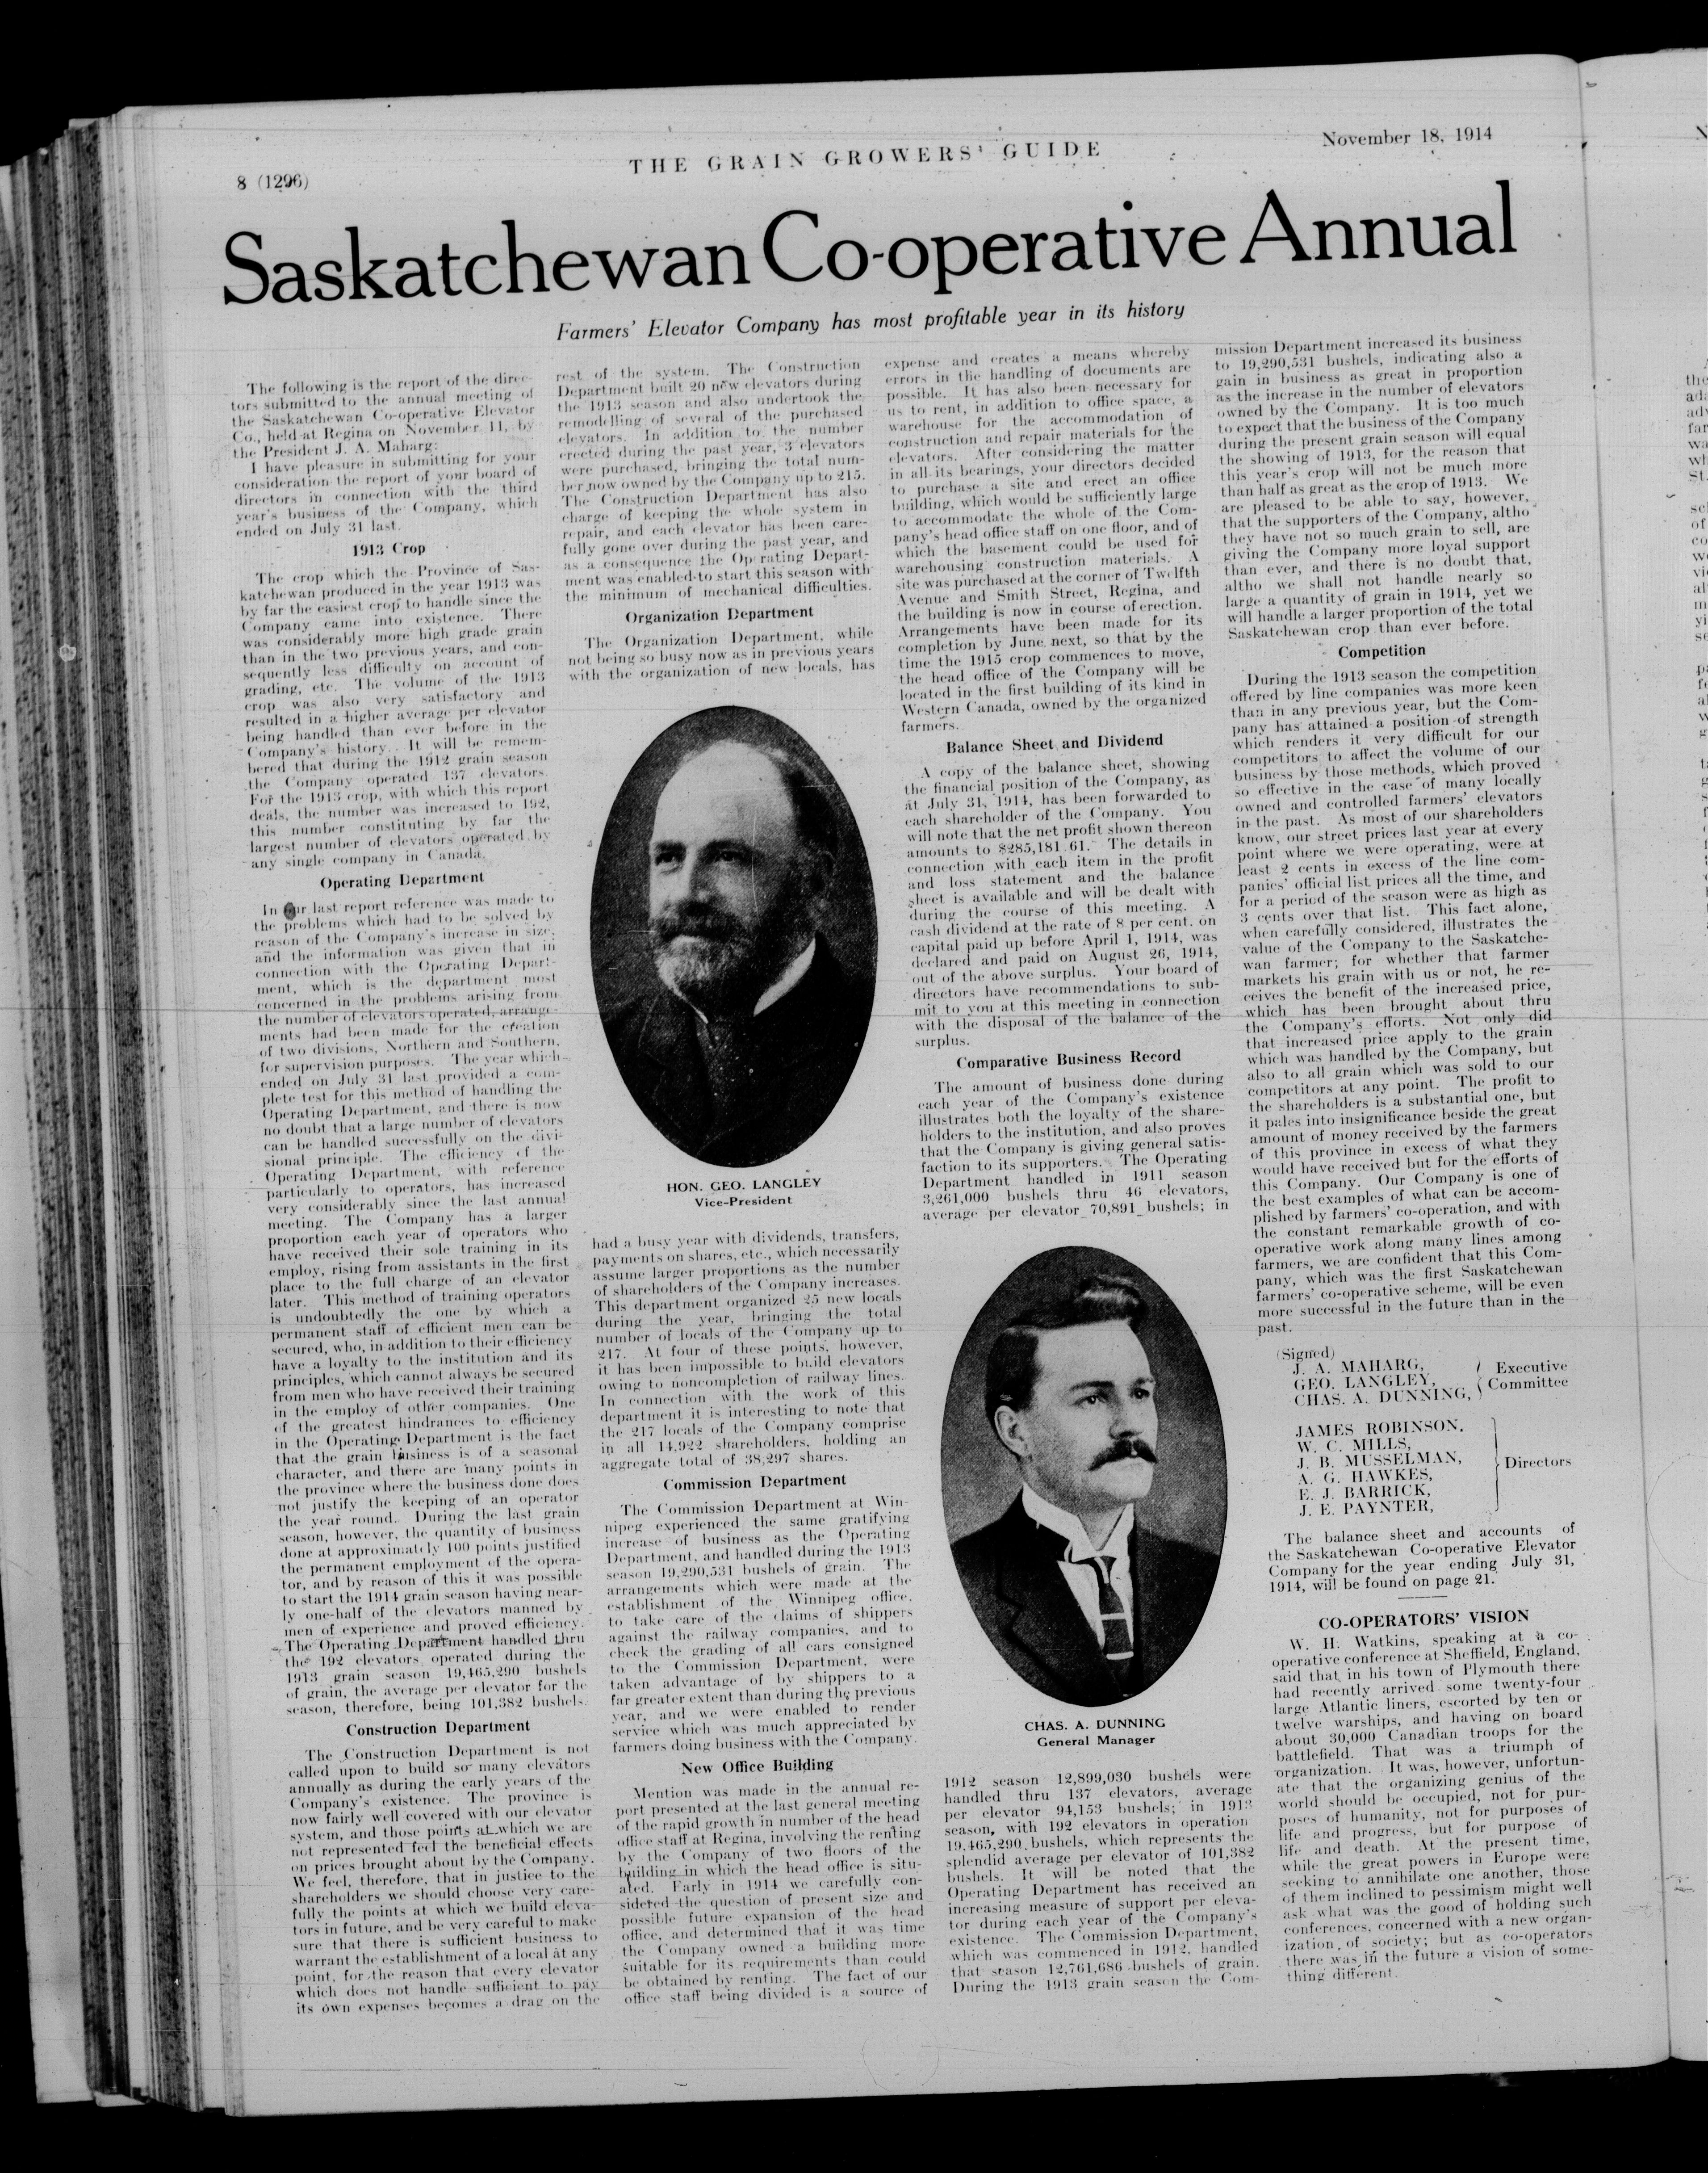 8 (1296)
THE GRAIN GROWERS' GUIDE
November 18, 1914
Saskatchewan Co-operative Annual
Farmers' Elevator Company has most profitable year in its history
The following is the report of the direc-
tors submitted to the annual meeting of
the Saskatchewan Co-operative Elevator
Co., held at Regina on November 11, by
the President J. A. Maharg:
I have pleasure in submitting for your
consideration the report of your board of
directors in connection with the third
year's business of the Company, which
ended on July 31 last.
1913 Crop
The crop which the Province of Sas-
katchewan produced in the year 1913 was
by far the easiest crop to handle since the
Company came into existence. There
was considerably more high grade grain
than in the two previous years, and con-
sequently less difficulty on account of
grading, etc. The volume of the 1913
crop was also very satisfactory and
resulted in a higher average per elevator
being handled than ever before in the
Company's history. It will be remem-
bered that during the 1912 grain season
the Company operated 137 elevators.
For the 1913 crop, with which this report
deals, the number was increased to 192,
this number constituting by far the
largest number of elevators operated by
any single company in Canada.
Operating Department
In our last report reference was made to
the problems which had to be solved by
reason of the Company's increase in size,
and the information was given that in
connection with the Operating Depart-
ment, which is the department most
concerned in the problems arising from
the number of elevators operated, arrange-
ments had been made for the creation
of two divisions, Northern and Southern,
for supervision purposes. The year which
ended on July 31 last provided a com-
plete test for this method of handling the
Operating Department, and there is now
no doubt that a large number of elevators
can be handled successfully on the divi-
sional principle. The efficiency of the
Operating Department, with reference
particularly to operators, has increased
very considerably since the last annual
meeting. The Company has a larger
proportion each year of operators who
have received their sole training in its
employ, rising from assistants in the first
place to the full charge of an elevator
later. This method of training operators
is undoubtedly the one by which a
permanent staff of efficient men can be
secured, who, in addition to their efficiency
have a loyalty to the institution and its
principles, which cannot always be secured
from men who have received their training
in the employ of other companies. One
of the greatest hindrances to efficiency
in the Operating Department is the fact
that the grain business is of a seasonal
character, and there are many points in
the province where the business done does
not justify the keeping of an operator
the year round. During the last grain
season, however, the quantity of business
done at approximately 100 points justified
the permanent employment of the opera-
tor, and by reason of this it was possible
to start the 1914 grain season having near-
ly one-half of the elevators manned by
men of experience and proved efficiency.
The Operating Department handled thru
the 192 elevators operated during the
1913 grain season 19,465,290 bushels
of grain, the average per elevator for the
season, therefore, being 101,382 bushels.
Construction Department
The Construction Department is not
called upon to build so many elevators
annually as during the early years of the
Company's existence. The province is
now fairly well covered with our elevator
system, and those points at which we are
not represented feel the beneficial effects
on prices brought about by the Company.
We feel, therefore, that in justice to the
shareholders we should choose very care-
fully the points at which we build eleva-
tors in future, and be very careful to make
sure that there is sufficient business to
warrant the establishment of a local at any
point, for the reason that every elevator
which does not handle sufficient to pay
its own expenses becomes a drag on the
rest of the system. The Construction
Department built 20 new elevators during
the 1913 season and also undertook the
remodelling of several of the purchased
elevators. In addition to the number
erected during the past year, 3 elevators
were purchased, bringing the total num-
ber now owned by the Company up to 215.
The Construction Department has also
charge of keeping the whole system in
repair, and each elevator has been care-
fully gone over during the past year, and
as a consequence the Operating Depart-
ment was enabled to start this season with
the minimum of mechanical difficulties.
Organization Department
The Organization Department, while
not being so busy now as in previous years
with the organization of new locals, has
HON. GEO. LANGLEY
Vice-President
had a busy year with dividends, transfers,
payments on shares, etc., which necessarily
assume larger proportions as the number
of shareholders of the Company increases.
This department organized 25 new locals
during the year, bringing the total
number of locals of the Company up to
217. At four of these points, however,
it has been impossible to build elevators
owing to noncompletion of railway lines.
In connection with the work of this
department it is interesting to note that
the 217 locals of the Company comprise
in all 14,922 shareholders, holding an
aggregate total of 38,297 shares.
Commission Department
The Commission Department at Win-
nipeg experienced the same gratifying
increase of business as the Operating
Department, and handled during the 1913
season 19,290,531 bushels of grain. The
arrangements which were made at the
establishment of the Winnipeg office,
to take care of the claims of shippers
against the railway companies, and to
check the grading of all cars consigned
to the Commission Department, were
taken advantage of by shippers to a
far greater extent than during the previous
year, and we were enabled to render
service which was much appreciated by
farmers doing business with the Company.
New Office Building
Mention was made in the annual re-
port presented at the last general meeting
of the rapid growth in number of the head
office staff at Regina, involving the renting
by the Company of two floors of the
building in which the head office is situ-
ated. Early in 1914 we carefully con-
sidered the question of present size and
possible future expansion of the head
office, and determined that it was time
the Company owned a building more
suitable for its requirements than could
be obtained by renting. The fact of our
office staff being divided is a source of
expense and creates a means whereby
errors in the handling of documents are
possible. It has also been necessary for
us to rent, in addition to office space, a
warehouse for the accommodation of
construction and repair materials for the
elevators. After considering the matter
in all its bearings, your directors decided
to purchase a site and erect an office
building, which would be sufficiently large
to accommodate the whole of the Com-
pany's head office staff on one floor, and of
which the basement could be used for
warehousing construction materials. A
site was purchased at the corner of Twelfth
Avenue and Smith Street, Regina, and
the building is now in course of erection.
Arrangements have been made for its
completion by June next, so that by the
time the 1915 crop commences to move,
the head office of the Company will be
located in the first building of its kind in
Western Canada, owned by the organized
farmers.
Balance Sheet and Dividend
A copy of the balance sheet, showing
the financial position of the Company, as
at July 31, 1914, has been forwarded to
each shareholder of the Company. You
will note that the net profit shown thereon
amounts to $285,181.61. The details in
connection with each item in the profit
and loss statement and the balance
sheet is available and will be dealt with
during the course of this meeting. A
cash dividend at the rate of 8 per cent. on
capital paid up before April 1, 1914, was
declared and paid on August 26, 1914,
out of the above surplus. Your board of
directors have recommendations to sub-
mit to you at this meeting in connection
with the disposal of the balance of the
surplus.
Comparative Business Record
The amount of business done during
each year of the Company's existence
illustrates both the loyalty of the share-
holders to the institution, and also proves
that the Company is giving general satis-
faction to its supporters. The Operating
Department handled in 1911 season
3,261,000 bushels thru 46 elevators,
average per elevator 70,891 bushels; in
CHAS. A. DUNNING
General Manager
1912 season 12,899,030 bushels were
handled thru 137 elevators, average
per elevator 94,153 bushels; in 1913
season, with 192 elevators in operation
19,465,290 bushels, which represents the
splendid average per elevator of 101,382
bushels. It will be noted that the
Operating Department has received an
increasing measure of support per eleva-
tor during each year of the Company's
existence. The Commission Department,
which was commenced in 1912, handled
that season 12,761,686 bushels of grain.
During the 1913 grain season the Com-
mission Department increased its business
to 19,290,531 bushels, indicating also a
gain in business as great in proportion
as the increase in the number of elevators
owned by the Company. It is too much
to expect that the business of the Company
during the present grain season will equal
the showing of 1913, for the reason that
this year's crop will not be much more
than half as great as the crop of 1913. We
are pleased to be able to say, however,
that the supporters of the Company, altho
they have not so much grain to sell, are
giving the Company more loyal support
than ever, and there is no doubt that,
altho we shall not handle nearly so
large a quantity of grain in 1914, yet we
will handle a larger proportion of the total
Saskatchewan crop than ever before.
Competition
During the 1913 season the competition
offered by line companies was more keen
than in any previous year, but the Com-
pany has attained a position of strength
which renders it very difficult for our
competitors to affect the volume of our
business by those methods, which proved
so effective in the case of many locally
owned and controlled farmers' elevators
in the past. As most of our shareholders
know, our street prices last year at every
point where we were operating, were at
least 2 cents in excess of the line com-
panies' official list prices all the time, and
for a period of the season were as high as
3 cents over that list. This fact alone,
when carefully considered, illustrates the
value of the Company to the Saskatche-
wan farmer; for whether that farmer
markets his grain with us or not, he re-
ceives the benefit of the increased price,
which has been brought about thru
the Company's efforts. Not only did
that increased price apply to the grain
which was handled by the Company, but
also to all grain which was sold to our
competitors at any point. The profit to
the shareholders is a substantial one, but
it pales into insignificance beside the great
amount of money received by the farmers
of this province in excess of what they
would have received but for the efforts of
this Company. Our Company is one of
the best examples of what can be accom-
plished by farmers' co-operation, and with
the constant remarkable growth of co-
operative work along many lines among
farmers, we are confident that this Com-
pany, which was the first Saskatchewan
farmers' co-operative scheme, will be even
more successful in the future than in the
past.
(Signed)
J. A. MAHARG,
GEO. LANGLEY,
CHAS. A. DUNNING,
Executive
Committee
JAMES ROBINSON,
W. C. MILLS,
J. B. MUSSELMAN,
A. G. HAWKES,
E. J. BARRICK,
J. E. PAYNTER,
Directors
The balance sheet and accounts of
the Saskatchewan Co-operative Elevator
Company for the year ending July 31,
1914, will be found on page 21.
CO-OPERATORS' VISION
W. H. Watkins, speaking at a co-
operative conference at Sheffield, England,
said that in his town of Plymouth there
had recently arrived some twenty-four
large Atlantic liners, escorted by ten or
twelve warships, and having on board
about 30,000 Canadian troops for the
battlefield. That was a triumph of
organization. It was, however, unfortun-
ate that the organizing genius of the
world should be occupied, not for pur-
poses of humanity, not for purposes of
life and progress, but for purpose of
life and death. At the present time,
while the great powers in Europe were
seeking to annihilate one another, those
of them inclined to pessimism might well
ask what was the good of holding such
conferences, concerned with a new organ-
ization of society; but as co-operators
there was in the future a vision of some-
thing different.